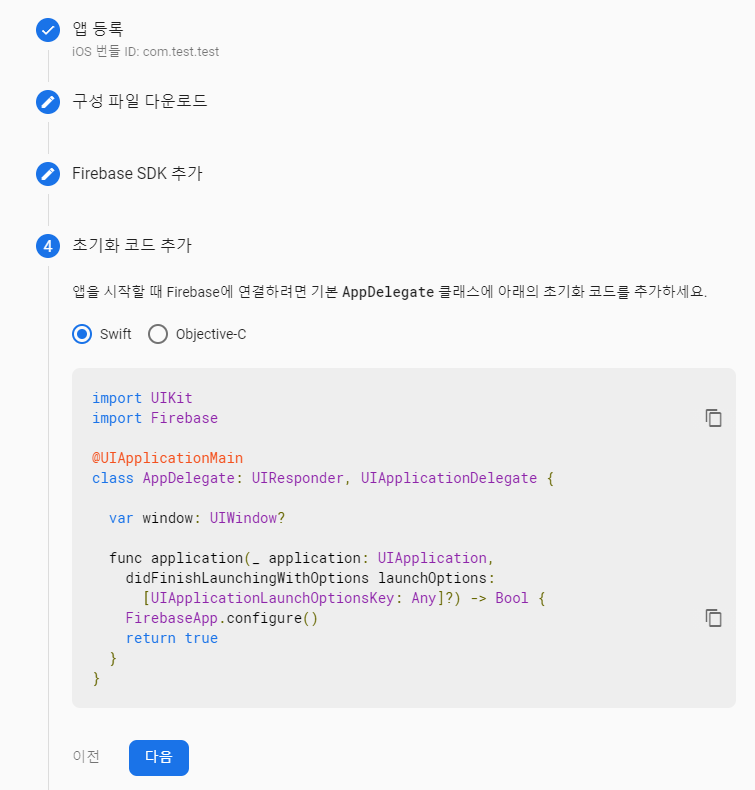 앱 등록
iOS 번들 ID: com.test.test
구성 파일 다운로드
Firebase SDK 추가
4 초기화 코드 추가
앱을 시작할 때 Firebase에 연결하려면 기본 AppDelegate 클래스에 아래의 초기화 코드를 추가하세요.
Swift Objective-C
import UIKit
import Firebase
@UIApplicationMain
class AppDelegate: UIResponder, UIApplicationDelegate {
  var window: UIWindow?
  func application(_ application: UIApplication,
    didFinishLaunchingWithOptions launchOptions:
      [UIApplicationLaunchOptionsKey: Any]?) -> Bool {
    FirebaseApp.configure()
    return true
  }
}
이전 다음